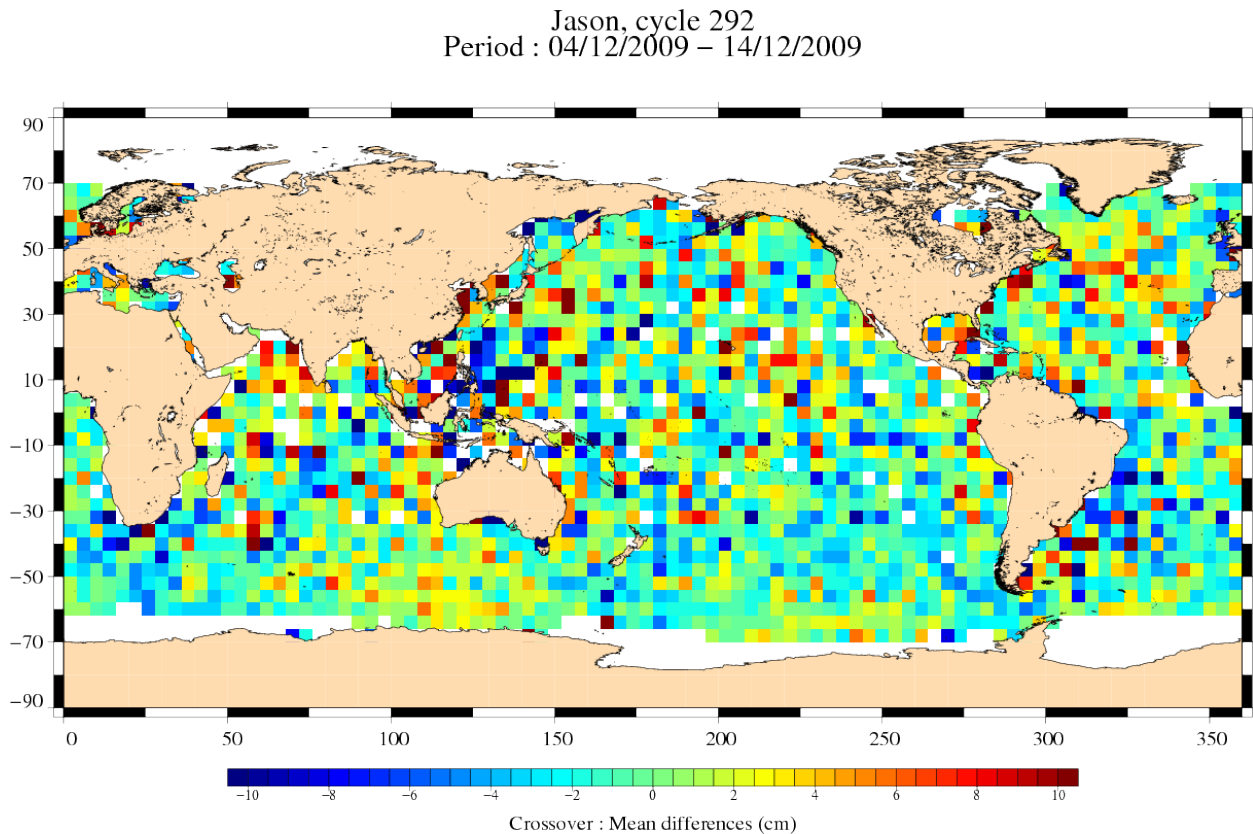 Jason, cycle 292
Period : 04/12/2009 – 14/12/2009
90
70
50
30
10
−10
−30
−50
−70
−90
0 50 100 150 200 250 300 350
−10 −8 −6 −4 −2 0 2 4 6 8 10
Crossover : Mean differences (cm)